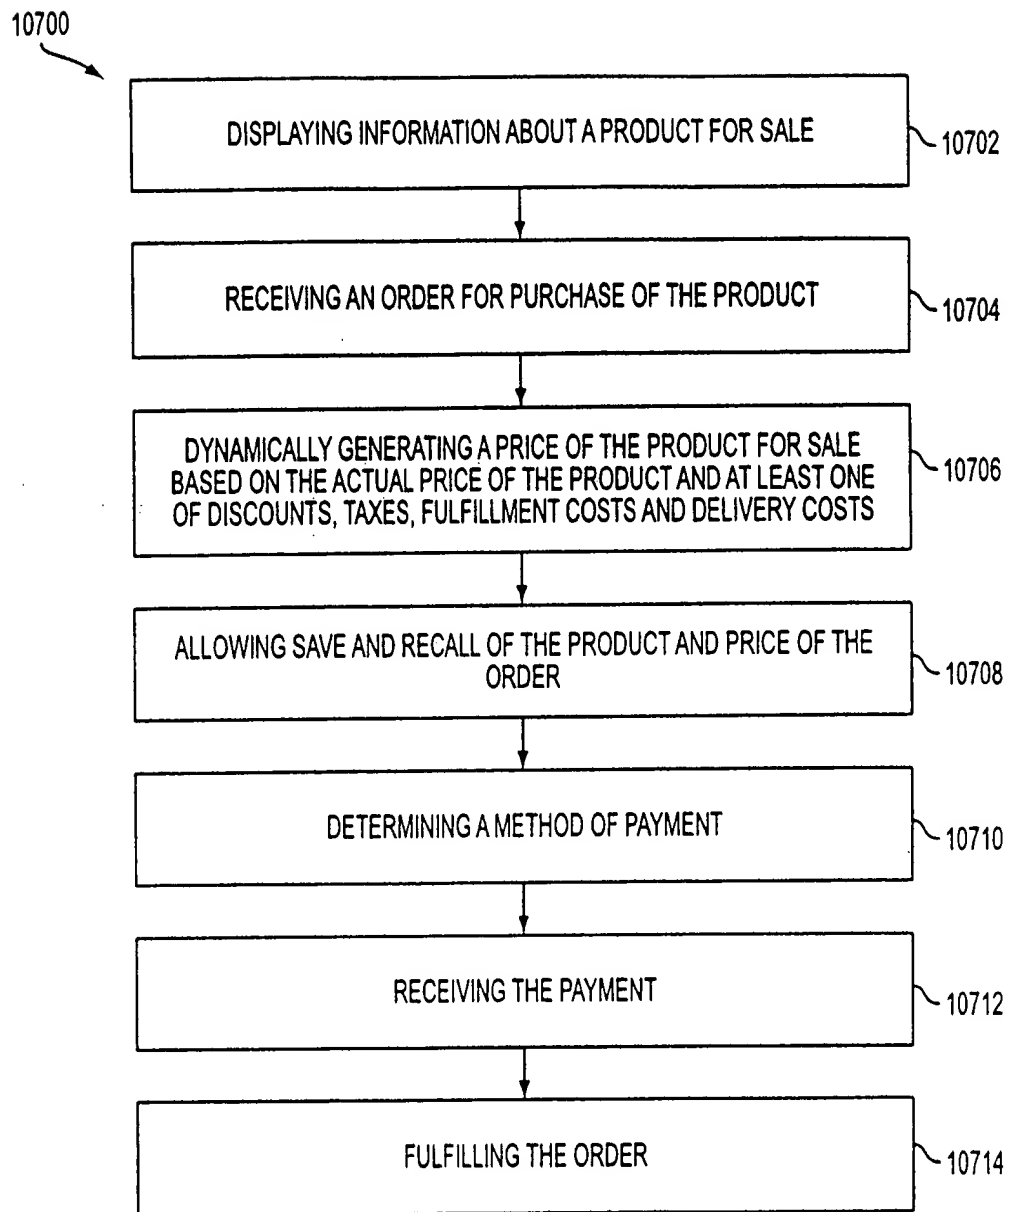 10700
DISPLAYING INFORMATION ABOUT A PRODUCT FOR SALE
10702
RECEIVING AN ORDER FOR PURCHASE OF THE PRODUCT
10704
DYNAMICALLY GENERATING A PRICE OF THE PRODUCT FOR SALE
BASED ON THE ACTUAL PRICE OF THE PRODUCT AND AT LEAST ONE
OF DISCOUNTS, TAXES, FULFILLMENT COSTS AND DELIVERY COSTS
10706
ALLOWING SAVE AND RECALL OF THE PRODUCT AND PRICE OF THE
ORDER
10708
DETERMINING A METHOD OF PAYMENT
10710
RECEIVING THE PAYMENT
10712
FULFILLING THE ORDER
10714